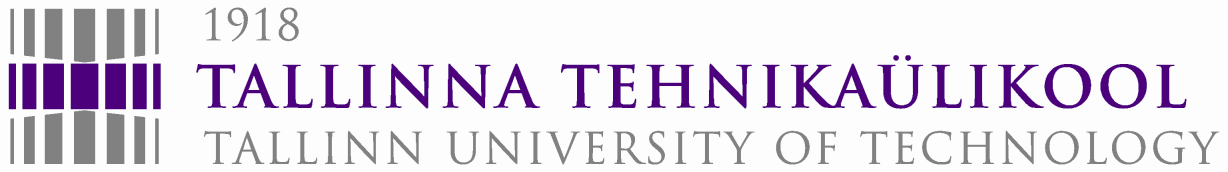 1918
TALLINNA TEHNIKAÜLIKOOL
TALLINN UNIVERSITY OF TECHNOLOGY